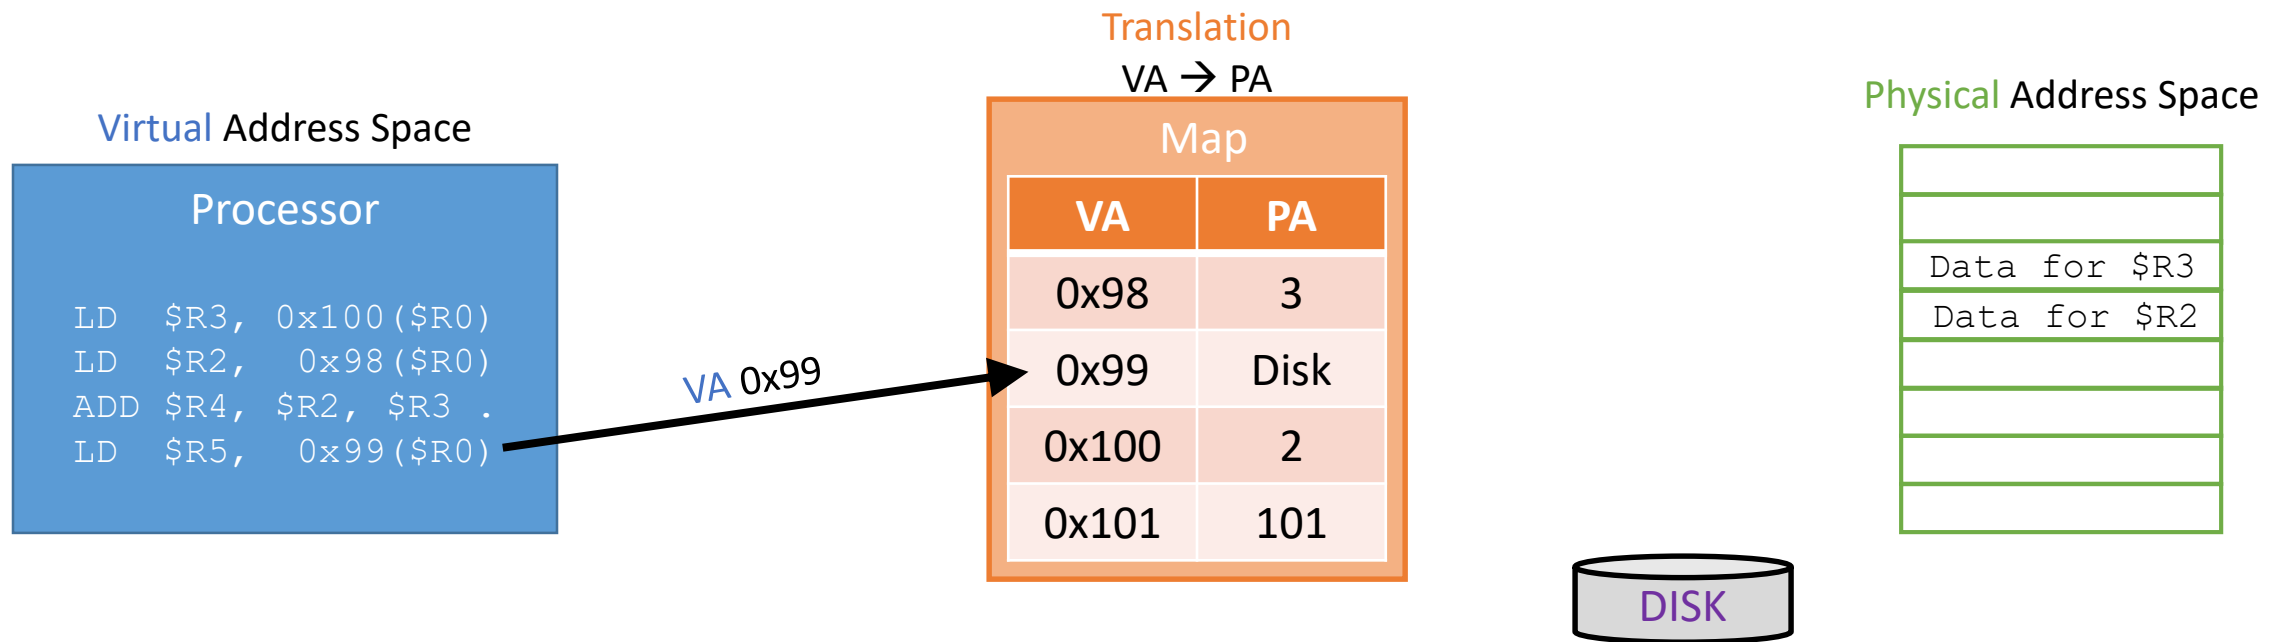 Virtual Address Space
Processor
LD $R3, 0x100($R0)
LD $R2, 0x98($R0)
ADD $R4, $R2, $R3 .
LD $R5, 0x99($R0)
VA 0x99
Translation
VA → PA
Map
VA PA
0x98 3
0x99 Disk
0x100 2
0x101 101
Physical Address Space
Data for $R3
Data for $R2
DISK